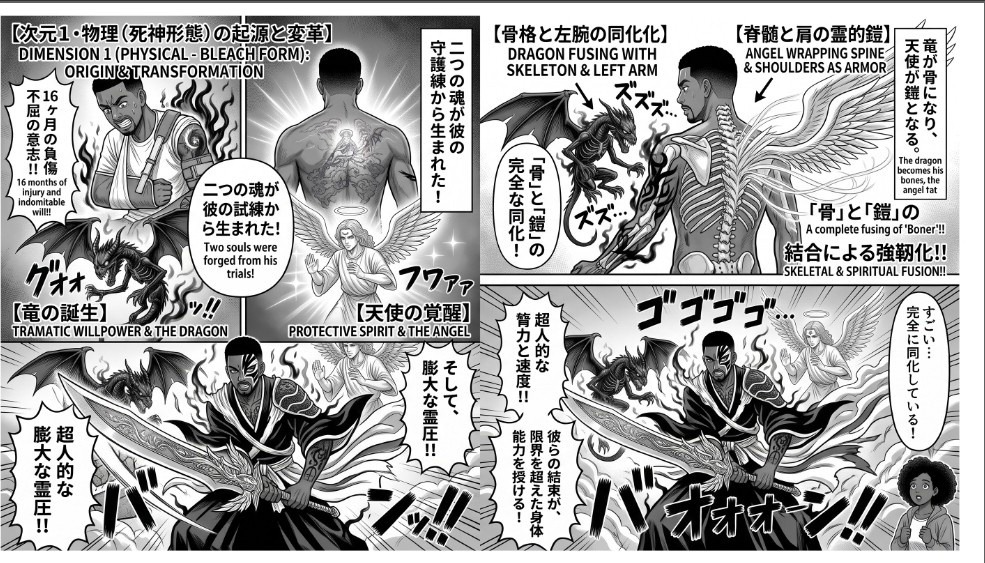 【次元1・物理（死神形態）の起源と変革】
DIMENSION 1 (PHYSICAL - BLEACH FORM):
ORIGIN & TRANSFORMATION
16ヶ月の負傷
不屈の意志!!
16 months of
injury and
indomitable
will!!
二つの魂が彼の
守護練から生まれた！
二つの魂が
彼の試練か
ら生まれた!
Two souls were
forged from his
trials!
グオォ
ッ!!
フワァァ
【竜の誕生】
TRAMATIC WILLPOWER & THE DRAGON
【天使の覚醒】
PROTECTIVE SPIRIT & THE ANGEL
そして、
膨大な霊圧!!
超人的な
膨大な霊圧!!
バッ!!
【骨格と左腕の同化化】
DRAGON FUSING WITH
SKELETON & LEFT ARM
【脊髄と肩の霊的鎧】
ANGEL WRAPPING SPINE
& SHOULDERS AS ARMOR
竜が骨になり、
天使が鎧となる。
The dragon
becomes his
bones, the
angel tat
ズズズ…
ズズ…
「骨」と「鎧」の
完全な同化！
「骨」と「鎧」の
A complete fusing of 'Boner'!!
結合による強靭化!!
SKELETAL & SPIRITUAL FUSION!!
ゴゴゴゴ…
超人的な
膂力と速度!!
すごい…
完全に同化している！
彼らの結束が、
限界を超えた身体
能力を授ける！
バオォォーン!!